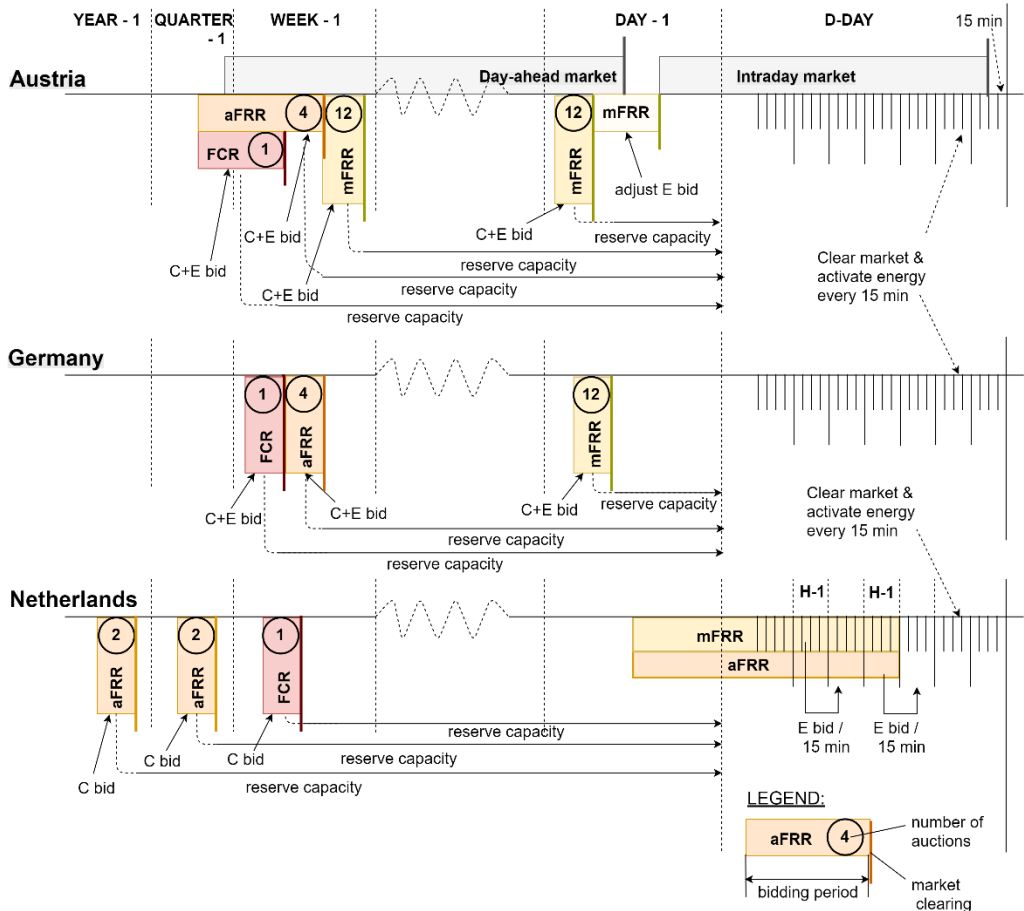 YEAR - 1
QUARTER
- 1
WEEK - 1
DAY - 1
D-DAY
15 min
Austria
Day-ahead market
Intraday market
aFRR
4
12
12
mFRR
FCR
1
mFRR
mFRR
adjust E bid
C+E bid
C+E bid
C+E bid
C+E bid
reserve capacity
reserve capacity
reserve capacity
reserve capacity
Clear market &
activate energy
every 15 min
Germany
1
4
12
FCR
aFRR
mFRR
C+E bid
C+E bid
C+E bid
reserve capacity
reserve capacity
reserve capacity
Clear market &
activate energy
every 15 min
Netherlands
H-1
H-1
2
2
1
aFRR
aFRR
FCR
mFRR
aFRR
C bid
C bid
C bid
reserve capacity
reserve capacity
reserve capacity
E bid /
15 min
E bid /
15 min
LEGEND:
aFRR
4
number of
auctions
bidding period
market
clearing